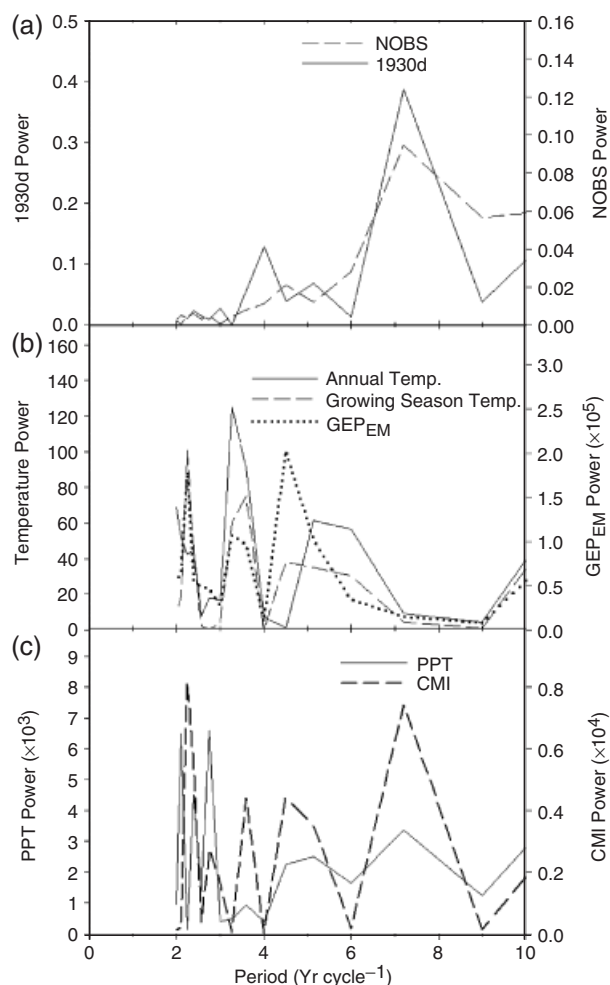 (a)
0.5
0.4
0.3
0.2
0.1
0.0
1930d Power
NOBS
1930d
0.16
0.14
0.12
0.10
0.08
0.06
0.04
0.02
0.00
NOBS Power
(b)
160
140
120
100
80
60
40
20
0
Temperature Power
Annual Temp.
Growing Season Temp.
GEP_EM
3.0
2.5
2.0
1.5
1.0
0.5
0.0
GEP_EM Power (×10⁵)
(c)
9
8
7
6
5
4
3
2
1
0
PPT Power (×10³)
PPT
CMI
0.8
0.6
0.4
0.2
0.0
CMI Power (×10⁴)
0 2 4 6 8 10
Period (Yr cycle⁻¹)